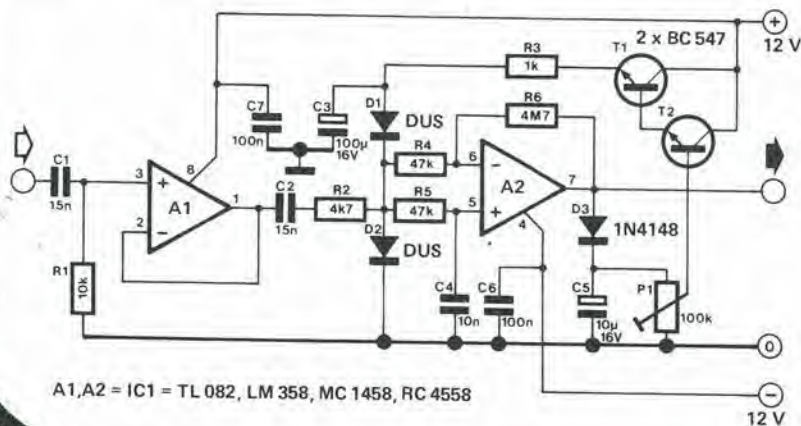 2 x BC 547
+
12 V
T1
T2
R3
1k
R6
4M7
C7
100n
C3
100µ
16V
D1
DUS
R4
47k
8
C1
15n
3
+
A1
1
2
−
C2
15n
R2
4k7
R5
47k
6
−
A2
7
5
+
4
D3
1N4148
D2
DUS
R1
10k
C4
10n
C6
100n
C5
10µ
16V
P1
100k
0
−
12 V
A1,A2 = IC1 = TL 082, LM 358, MC 1458, RC 4558